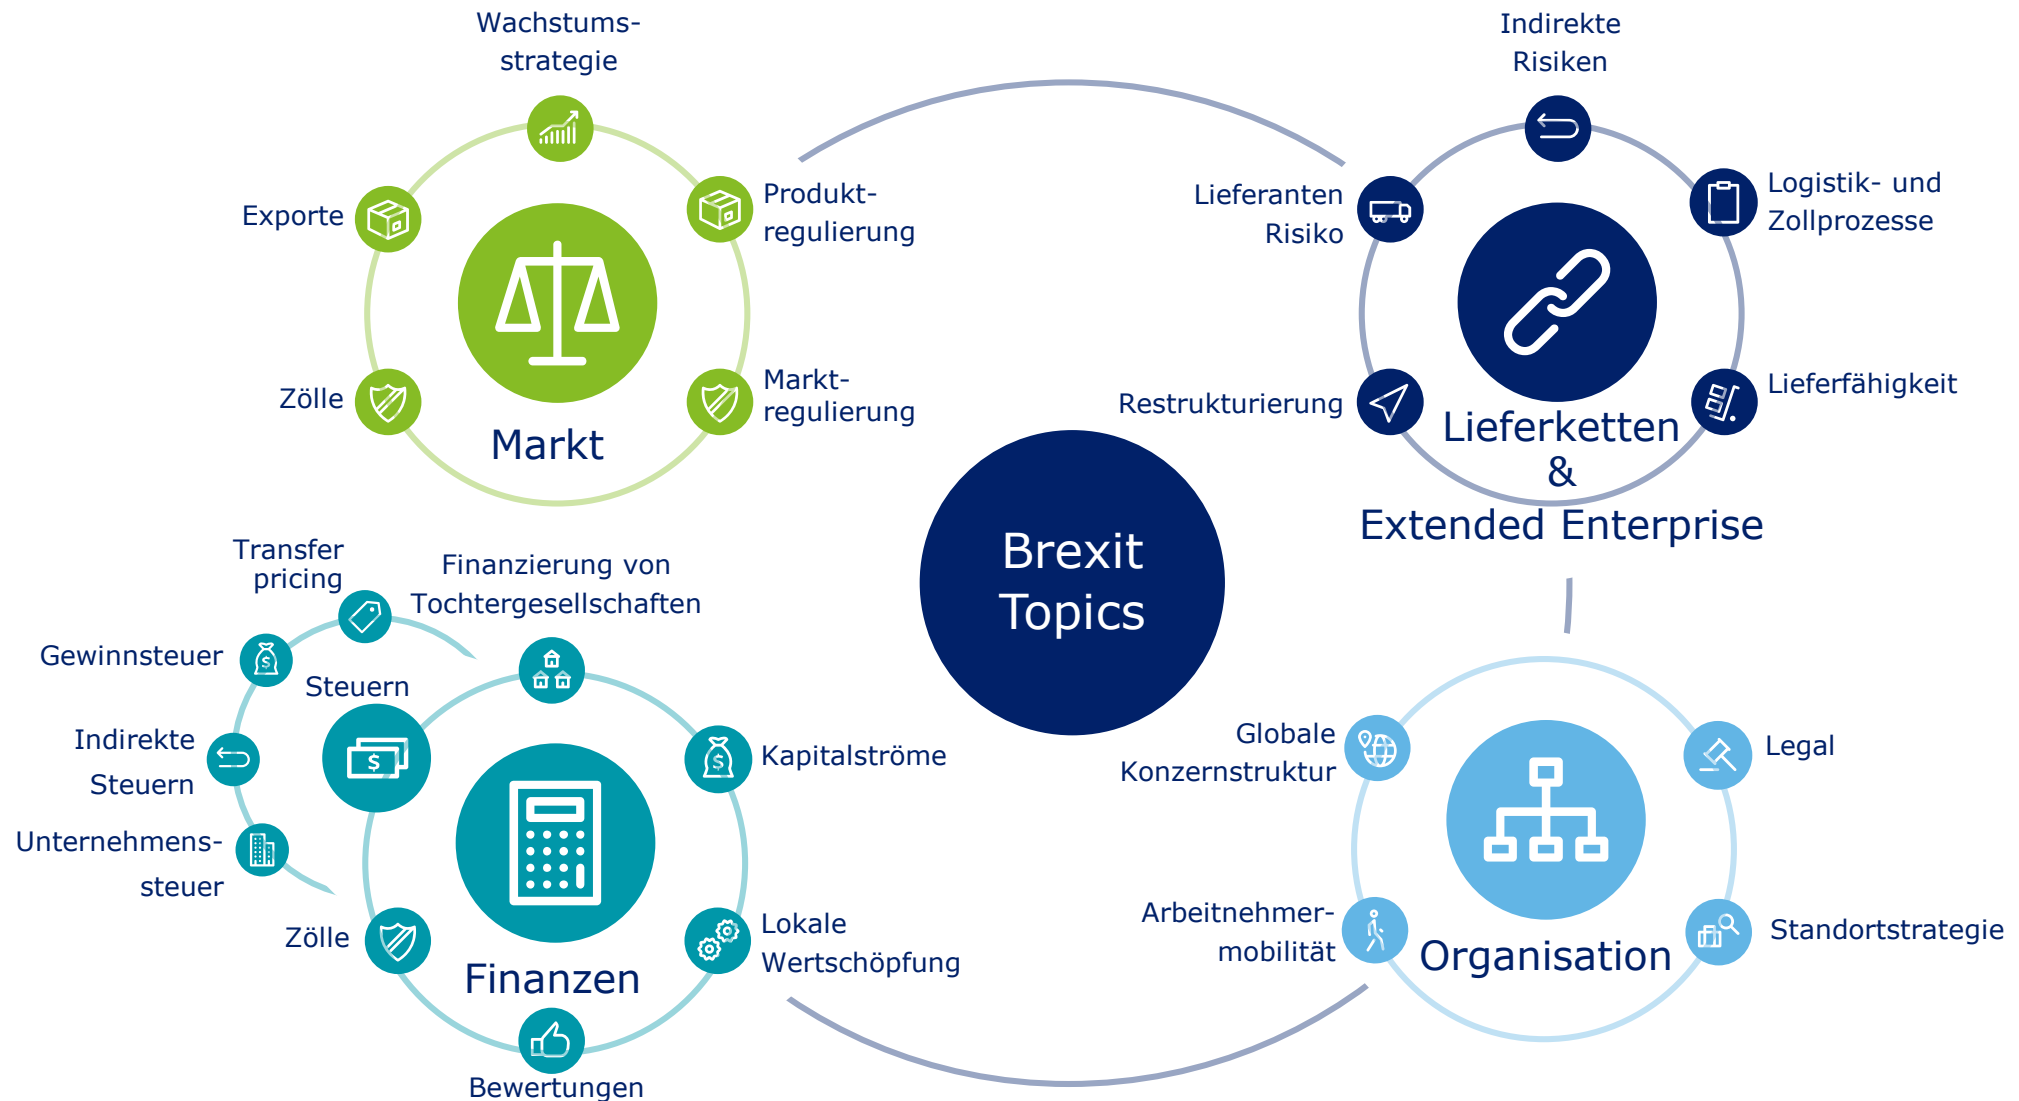 Wachstums-
strategie
Exporte
Produkt-
regulierung
Zölle
Markt-
regulierung
Markt
Indirekte
Risiken
Lieferanten
Risiko
Logistik- und
Zollprozesse
Restrukturierung
Lieferfähigkeit
Lieferketten
&
Extended Enterprise
Brexit
Topics
Transfer
pricing
Finanzierung von
Tochtergesellschaften
Gewinnsteuer
Steuern
Indirekte
Steuern
Kapitalströme
Unternehmens-
steuer
Zölle
Lokale
Wertschöpfung
Finanzen
Bewertungen
Globale
Konzernstruktur
Legal
Arbeitnehmer-
mobilität
Standortstrategie
Organisation